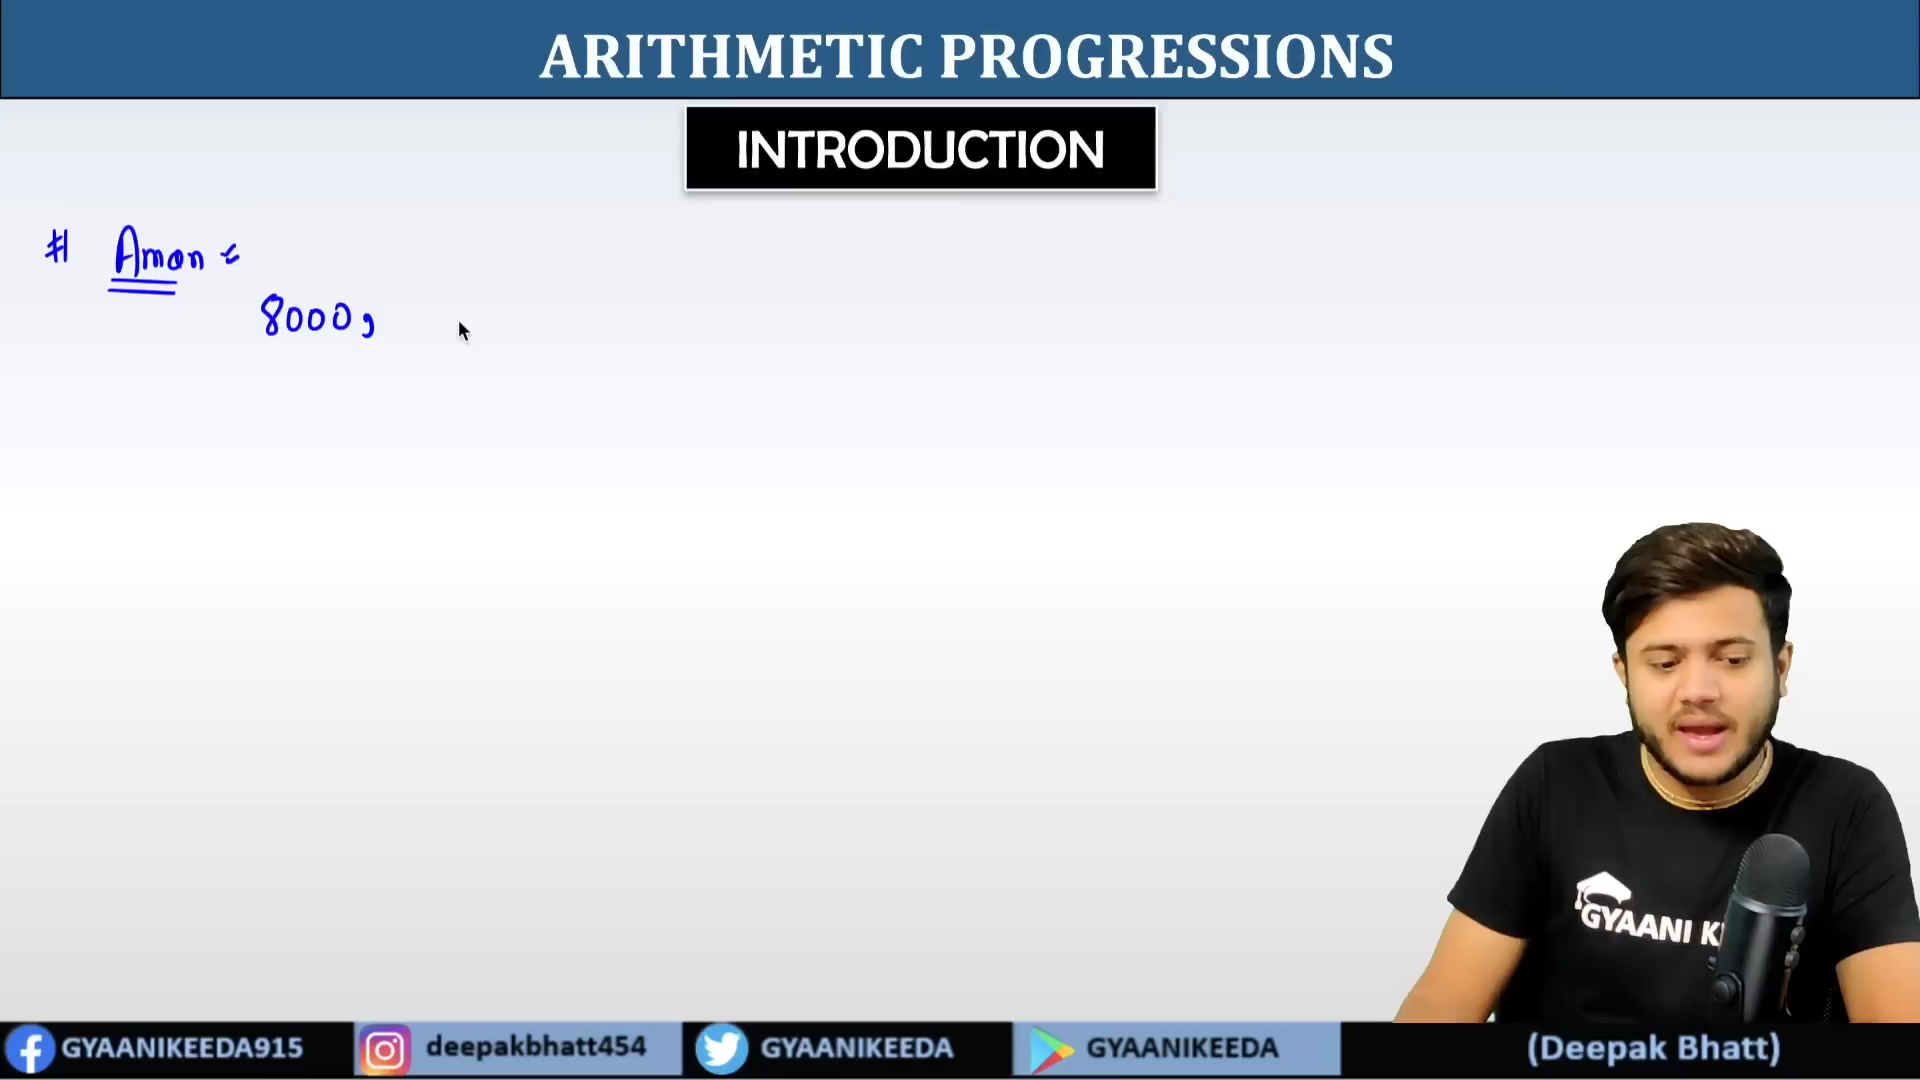 ARITHMETIC PROGRESSIONS
INTRODUCTION
# Aman :
8000,
GYAANI K
GYAANIKEEDA915
deepakbhatt454
GYAANIKEEDA
GYAANIKEEDA
(Deepak Bhatt)